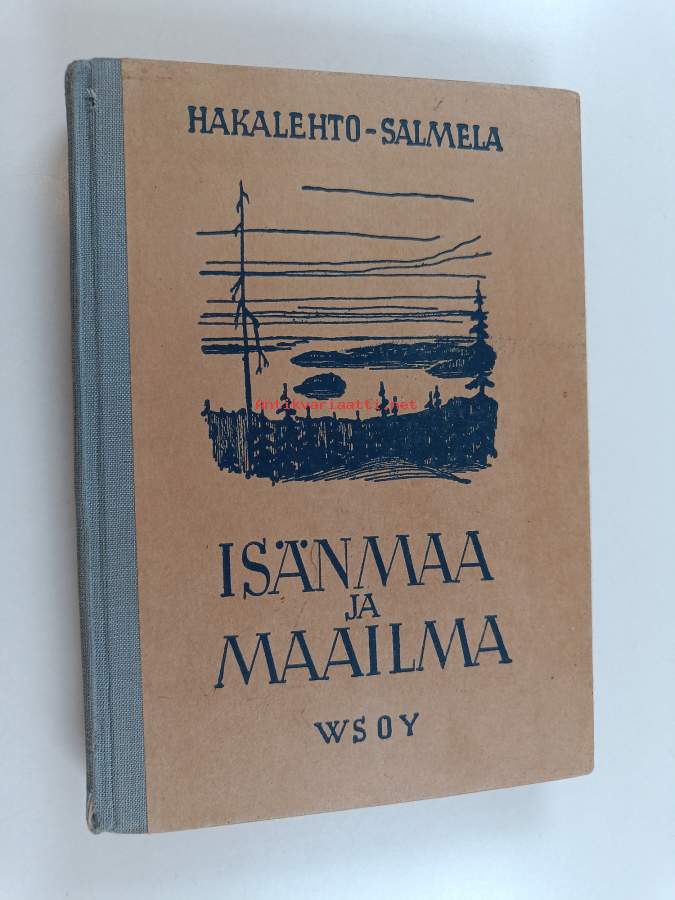 HAKALEHTO-SALMELA
Antikvariaatti.net
ISÄNMAA
JA
MAAILMA
WSOY